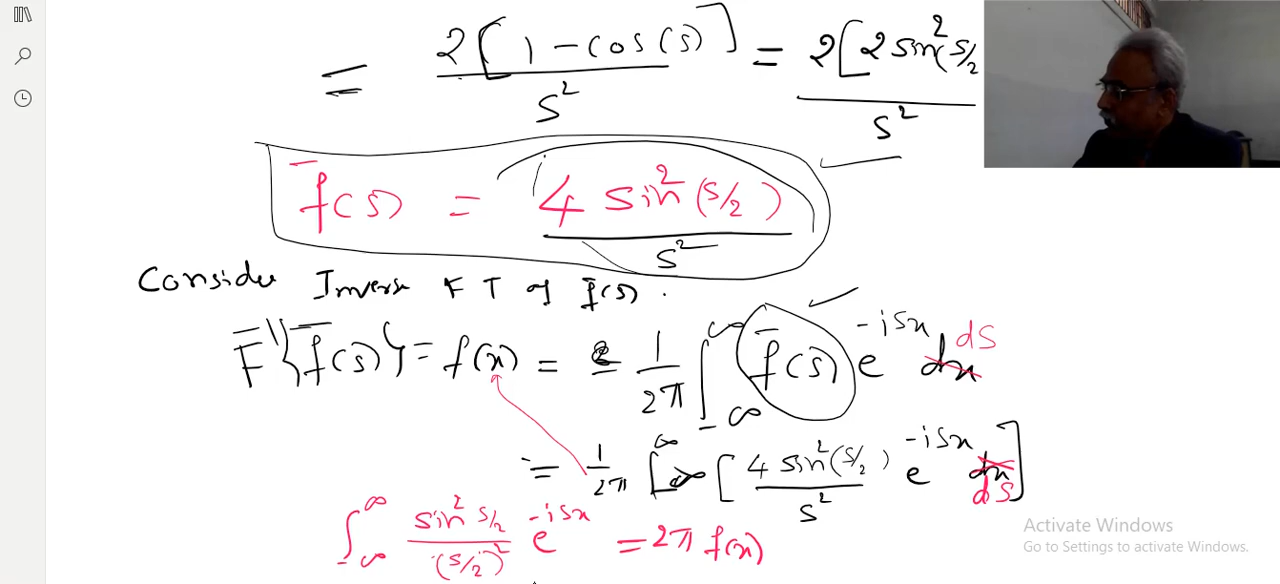 = 2[1-cos(s)]/s² = 2[2sin²s/2/s²
f̄(s) = 4 sin²(s/2)/s²
Consider Inverse FT of f̄(s).
F⁻¹{f̄(s)} = f(x) = 1/2π ∫_{-∞}^{∞} f̄(s) e^{-isx} ds
= 1/2π ∫_{-∞}^{∞} [4 sin²(s/2)/s² e^{-isx} ds]
∫_{-∞}^{∞} sin² s/2/(s/2)² e^{-isx} = 2π f(x)
Activate Windows
Go to Settings to activate Windows.